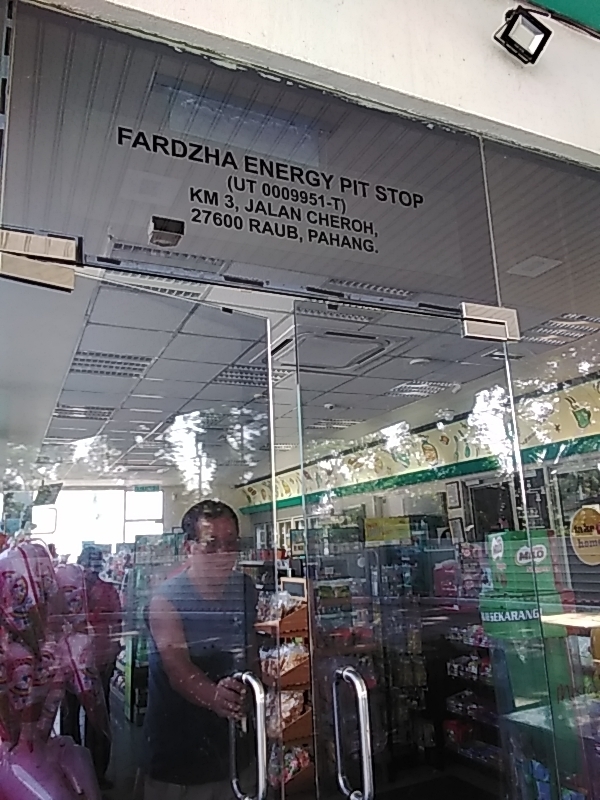 FARDZHA ENERGY PIT STOP
(UT 0009951-T)
KM 3, JALAN CHEROH,
27600 RAUB, PAHANG.
MILO
SEKARANG